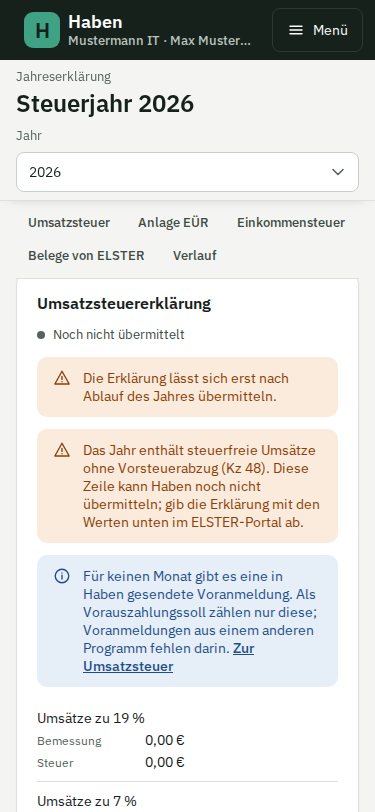 H
Haben
Mustermann IT · Max Muster…
Menü
Jahreserklärung
Steuerjahr 2026
Jahr
2026
Umsatzsteuer Anlage EÜR Einkommensteuer
Belege von ELSTER Verlauf
Umsatzsteuererklärung
Noch nicht übermittelt
Die Erklärung lässt sich erst nach
Ablauf des Jahres übermitteln.
Das Jahr enthält steuerfreie Umsätze
ohne Vorsteuerabzug (Kz 48). Diese
Zeile kann Haben noch nicht
übermitteln; gib die Erklärung mit den
Werten unten im ELSTER-Portal ab.
Für keinen Monat gibt es eine in
Haben gesendete Voranmeldung. Als
Vorauszahlungssoll zählen nur diese;
Voranmeldungen aus einem anderen
Programm fehlen darin. Zur
Umsatzsteuer
Umsätze zu 19 %
Bemessung 0,00 €
Steuer 0,00 €
Umsätze zu 7 %